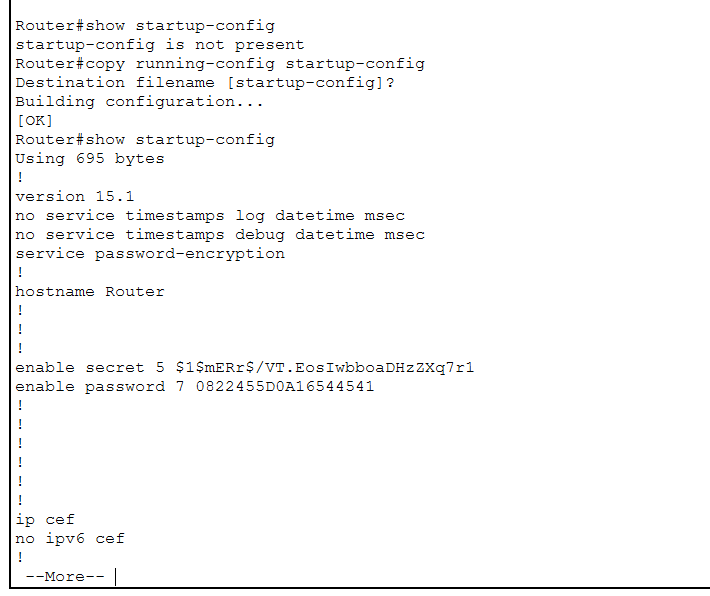 Router#show startup-config
startup-config is not present
Router#copy running-config startup-config
Destination filename [startup-config]?
Building configuration...
[OK]
Router#show startup-config
Using 695 bytes
!
version 15.1
no service timestamps log datetime msec
no service timestamps debug datetime msec
service password-encryption
!
hostname Router
!
!
!
enable secret 5 $1$mERr$/VT.EosIwbboaDHzZXq7r1
enable password 7 0822455D0A16544541
!
!
!
!
!
!
ip cef
no ipv6 cef
!
--More--